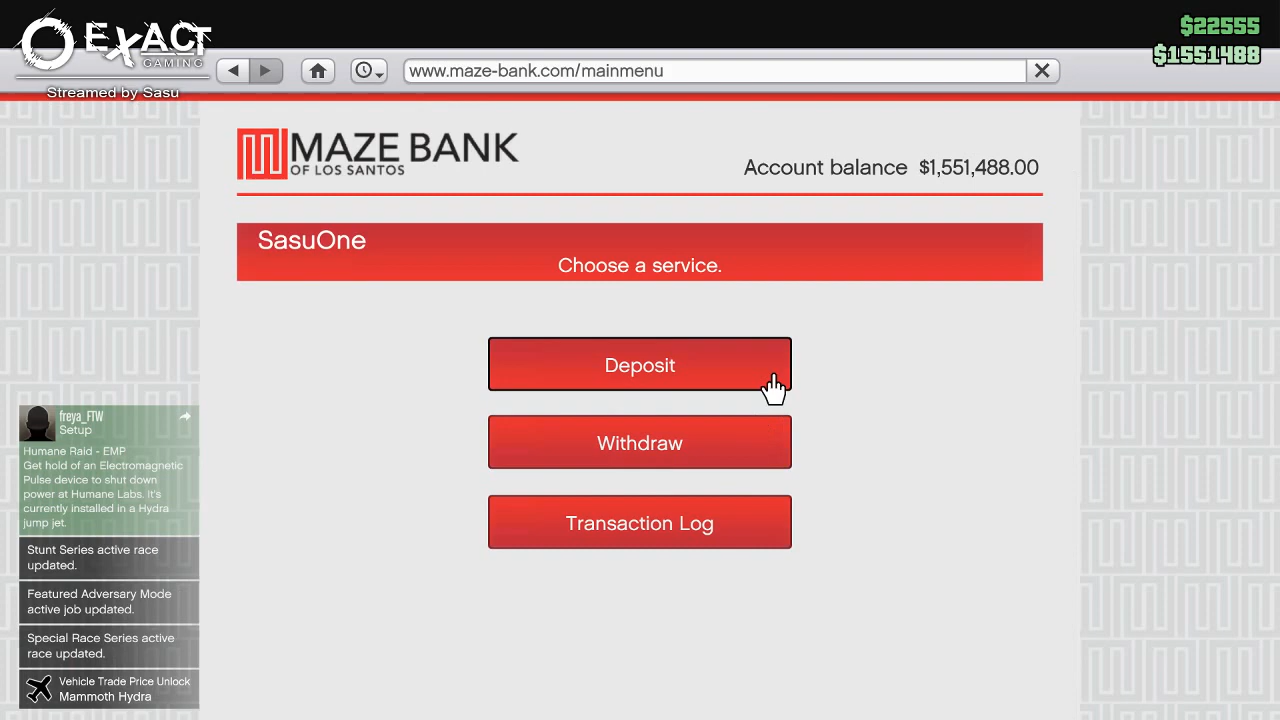 EXACT
GAMING
Streamed by Sasu
www.maze-bank.com/mainmenu
$22555
$1551488
MAZE BANK
OF LOS SANTOS
Account balance $1,551,488.00
SasuOne
Choose a service.
Deposit
Withdraw
Transaction Log
freya_FTW
Setup
Humane Raid - EMP
Get hold of an Electromagnetic
Pulse device to shut down
power at Humane Labs. It's
currently installed in a Hydra
jump jet.
Stunt Series active race
updated.
Featured Adversary Mode
active job updated.
Special Race Series active
race updated.
Vehicle Trade Price Unlock
Mammoth Hydra